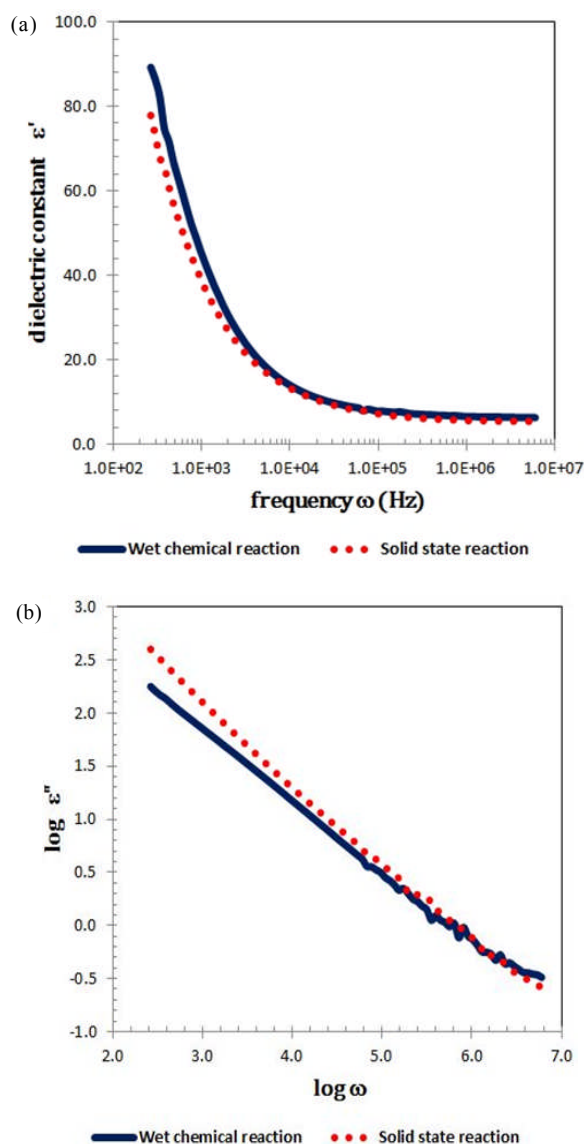 (a)
100.0
80.0
60.0
40.0
20.0
0.0
dielectric constant ε'
1.0E+02 1.0E+03 1.0E+04 1.0E+05 1.0E+06 1.0E+07
frequency ω (Hz)
Wet chemical reaction Solid state reaction
(b)
3.0
2.5
2.0
1.5
1.0
0.5
0.0
-0.5
-1.0
log ε"
2.0 3.0 4.0 5.0 6.0 7.0
log ω
Wet chemical reaction Solid state reaction